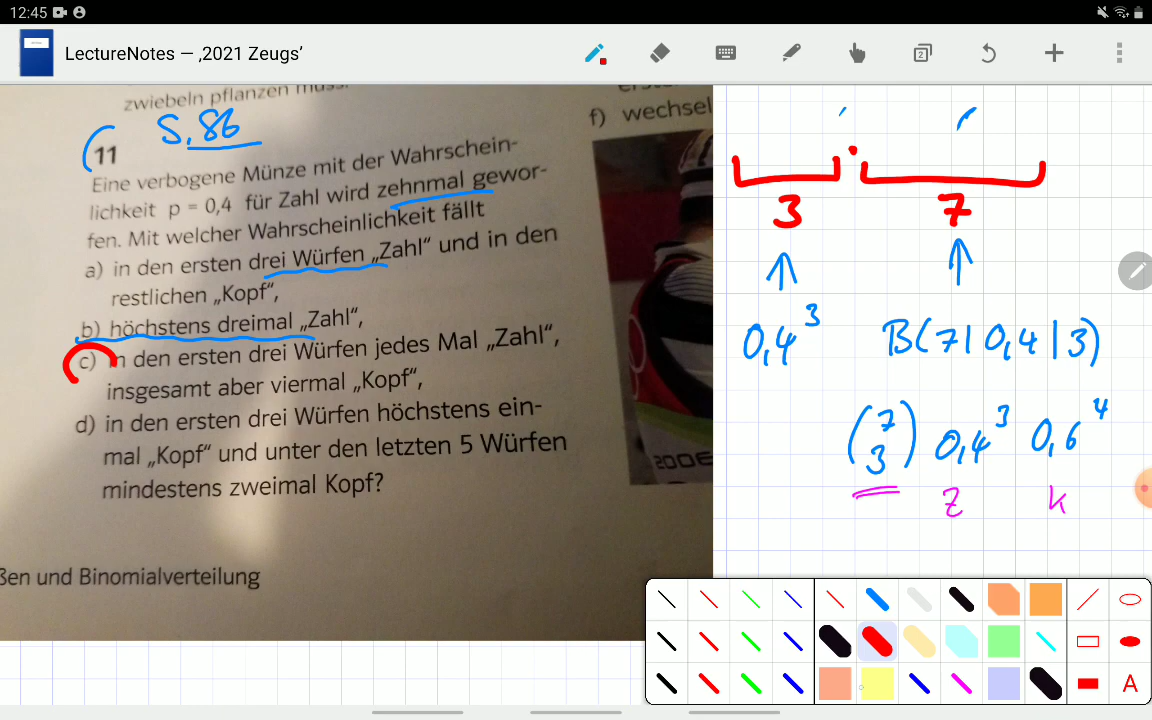 12:45
LectureNotes — ‚2021 Zeugs‘
2
zwiebeln pflanzen muss.
f) wechsel
S. 86
11
Eine verbogene Münze mit der Wahrschein-
lichkeit p = 0,4 für Zahl wird zehnmal gewor-
fen. Mit welcher Wahrscheinlichkeit fällt
a) in den ersten drei Würfen „Zahl“ und in den
restlichen „Kopf“,
b) höchstens dreimal „Zahl“,
c) in den ersten drei Würfen jedes Mal „Zahl“,
insgesamt aber viermal „Kopf“,
d) in den ersten drei Würfen höchstens ein-
mal „Kopf“ und unter den letzten 5 Würfen
mindestens zweimal Kopf?
ßen und Binomialverteilung
2006
3 7
0,4³ B(7|0,4|3)
(7 3) 0,4³ 0,6⁴
Z K
A